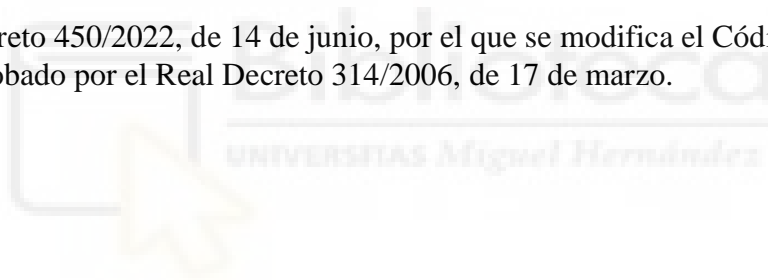 reto 450/2022, de 14 de junio, por el que se modifica el Códi
obado por el Real Decreto 314/2006, de 17 de marzo.
Biblioteca
UNIVERSITAS Miguel Hernández